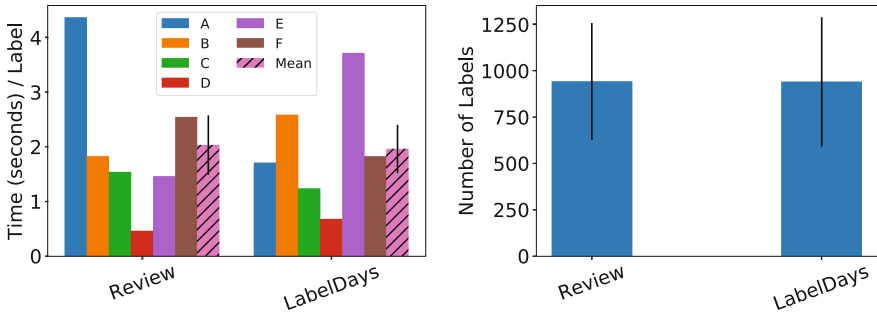 Time (seconds) / Label
4
3
2
1
0
A
B
C
D
E
F
Mean
Review
LabelDays
Number of Labels
1250
1000
750
500
250
0
Review
LabelDays